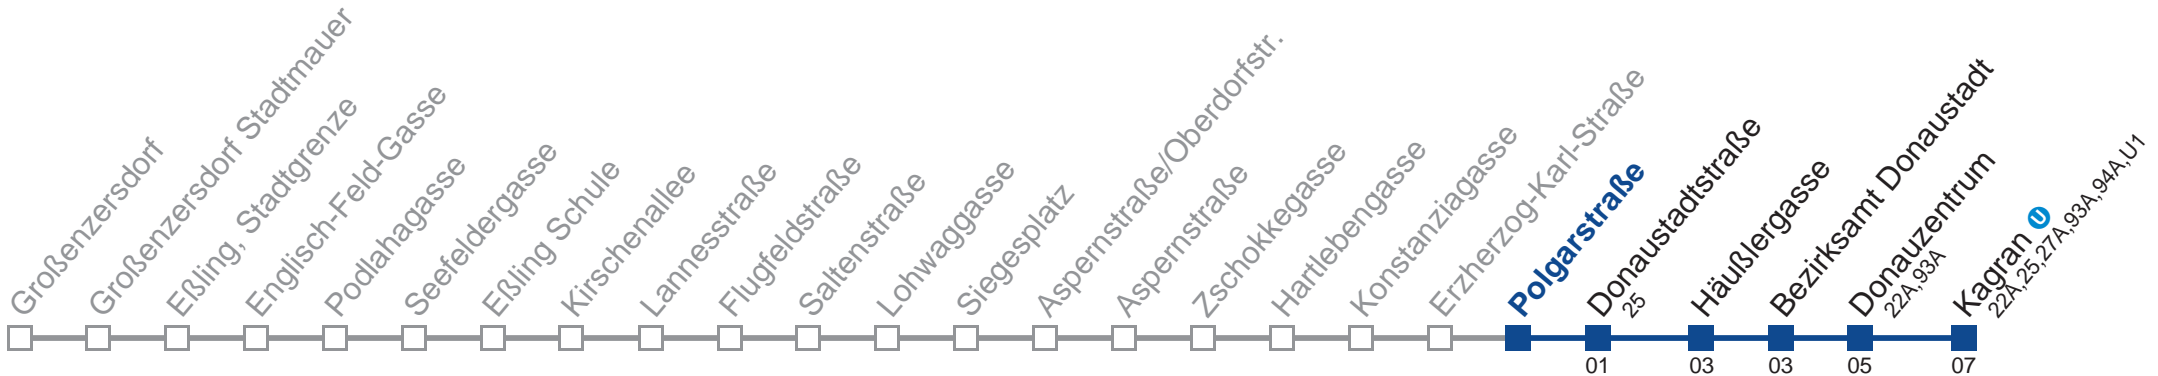 Großenzersdorf
Großenzersdorf Stadtmauer
Eßling, Stadtgrenze
Englisch-Feld-Gasse
Podlahagasse
Seefeldergasse
Eßling Schule
Kirschenallee
Lannesstraße
Flugfeldstraße
Saltenstraße
Lohwaggasse
Siegesplatz
Aspernstraße/Oberdorfstr.
Aspernstraße
Zschokkegasse
Hartlebengasse
Konstanziagasse
Erzherzog-Karl-Straße
Polgarstraße
Donaustadtstraße
25
01
Häußlergasse
03
Bezirksamt Donaustadt
03
Donauzentrum
22A,93A
05
Kagran U
22A,25,27A,93A,94A,U1
07